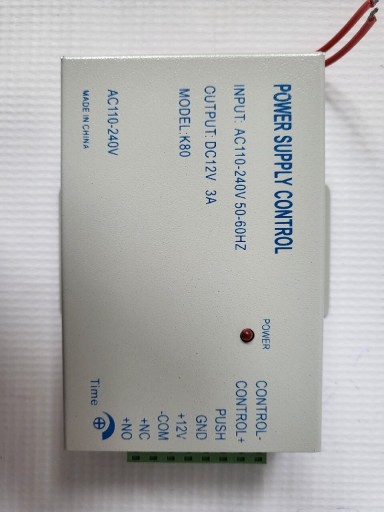 POWER SUPPLY CONTROL
INPUT: AC110-240V 50-60HZ
OUTPUT: DC12V 3A
MODEL:K80
AC110-240V
MADE IN CHINA
POWER
CONTROL-
CONTROL+
PUSH
GND
+12V
-COM
+NC
+NO
Time